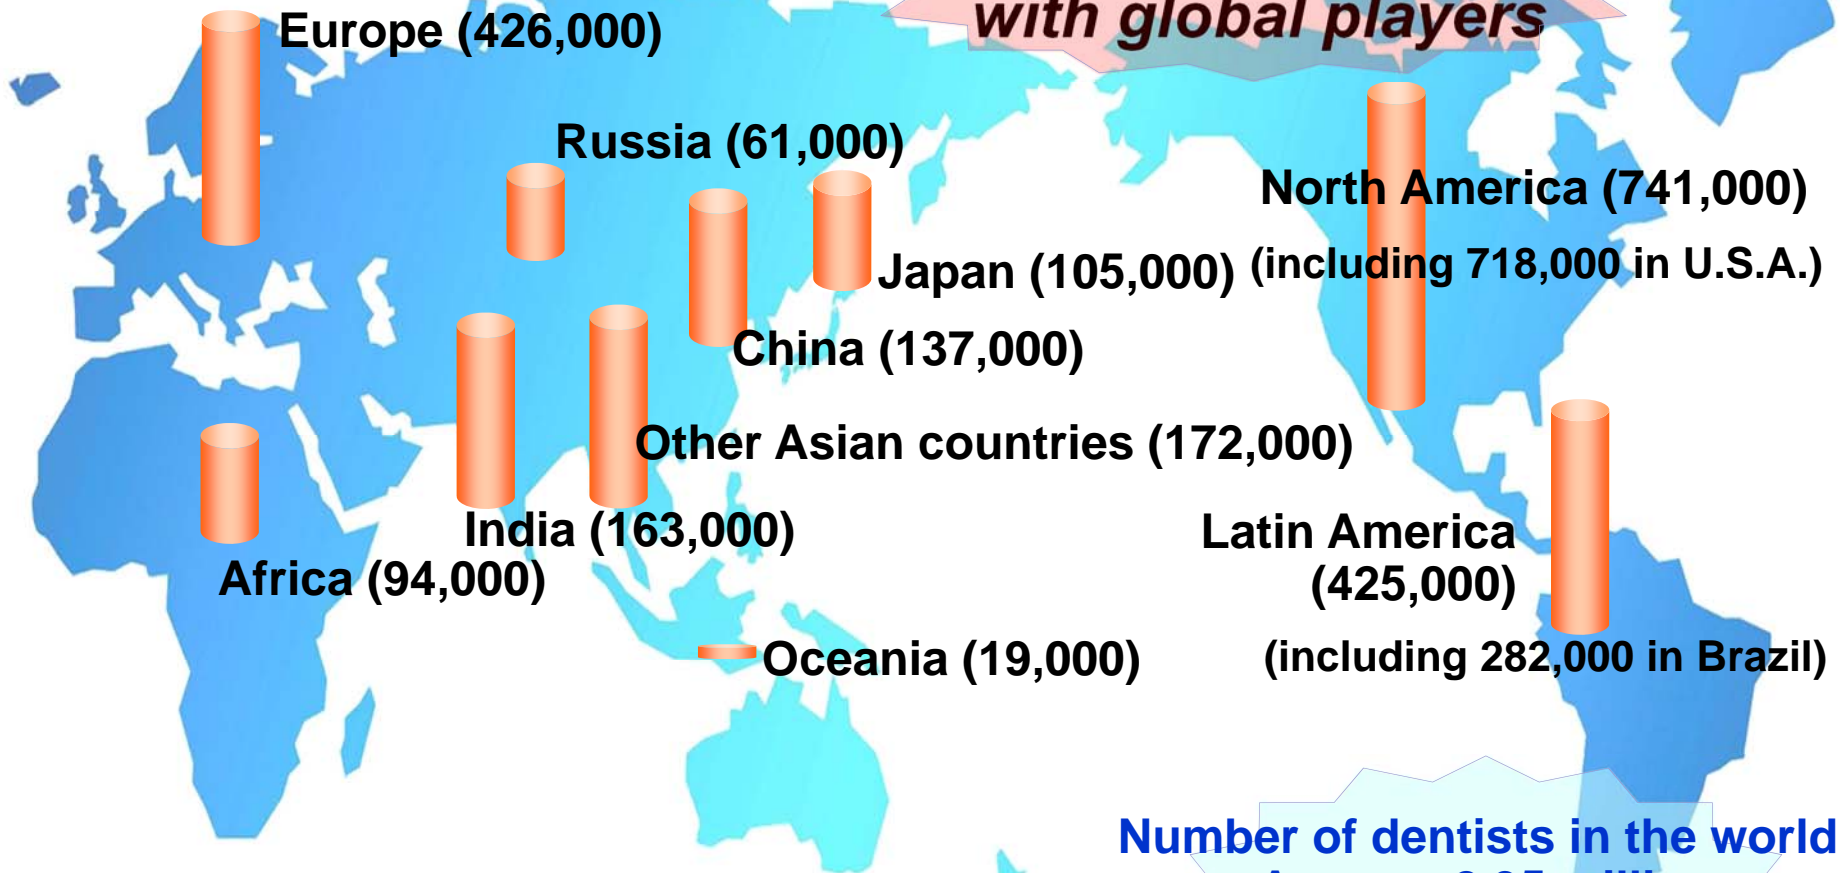 with global players
Europe (426,000)
Russia (61,000)
North America (741,000)
(including 718,000 in U.S.A.)
Japan (105,000)
China (137,000)
Other Asian countries (172,000)
India (163,000)
Africa (94,000)
Latin America
(425,000)
(including 282,000 in Brazil)
Oceania (19,000)
Number of dentists in the world